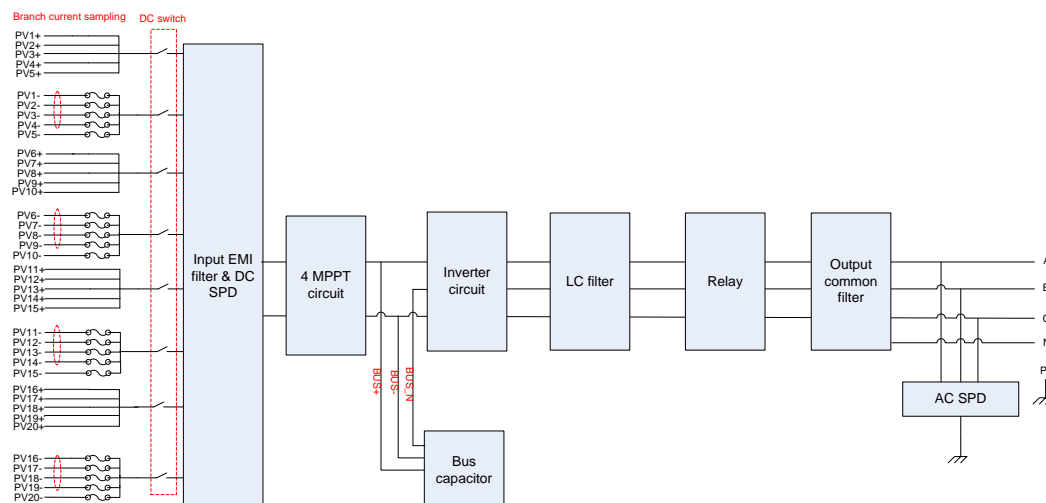 Branch current sampling
DC switch
PV1+
PV2+
PV3+
PV4+
PV5+
PV1-
PV2-
PV3-
PV4-
PV5-
PV6+
PV7+
PV8+
PV9+
PV10+
PV6-
PV7-
PV8-
PV9-
PV10-
PV11+
PV12+
PV13+
PV14+
PV15+
PV11-
PV12-
PV13-
PV14-
PV15-
PV16+
PV17+
PV18+
PV19+
PV20+
PV16-
PV17-
PV18-
PV19-
PV20-
Input EMI
filter & DC
SPD
4 MPPT
circuit
Inverter
circuit
LC filter
Relay
Output
common
filter
BUS+
BUS-
BUS_N
Bus
capacitor
AC SPD